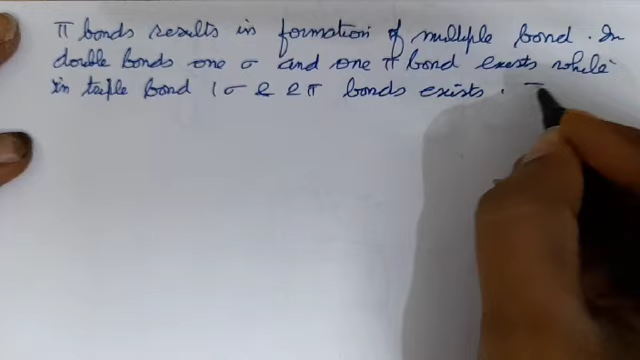 π bonds results in formation of multiple bond. In
double bonds one σ and one π bond exists while
in triple bond 1σ & 2π bonds exists.